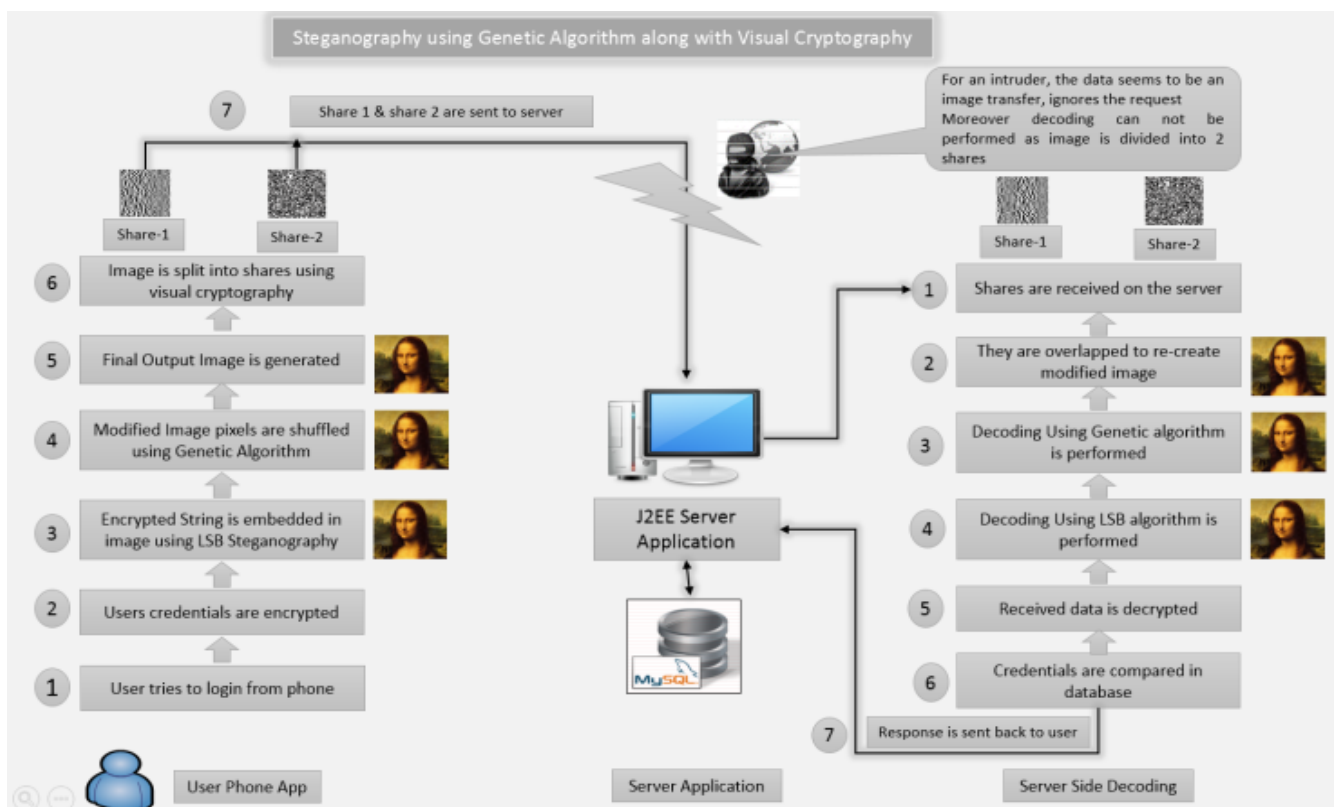 Steganography using Genetic Algorithm along with Visual Cryptography
7
Share 1 & share 2 are sent to server
For an intruder, the data seems to be an
image transfer, ignores the request
Moreover decoding can not be
performed as image is divided into 2
shares
Share-1
Share-2
6
Image is split into shares using
visual cryptography
5
Final Output Image is generated
4
Modified Image pixels are shuffled
using Genetic Algorithm
3
Encrypted String is embedded in
image using LSB Steganography
2
Users credentials are encrypted
1
User tries to login from phone
User Phone App
J2EE Server
Application
MySQL
Server Application
Share-1
Share-2
1
Shares are received on the server
2
They are overlapped to re-create
modified image
3
Decoding Using Genetic algorithm
is performed
4
Decoding Using LSB algorithm is
performed
5
Received data is decrypted
6
Credentials are compared in
database
7
Response is sent back to user
Server Side Decoding